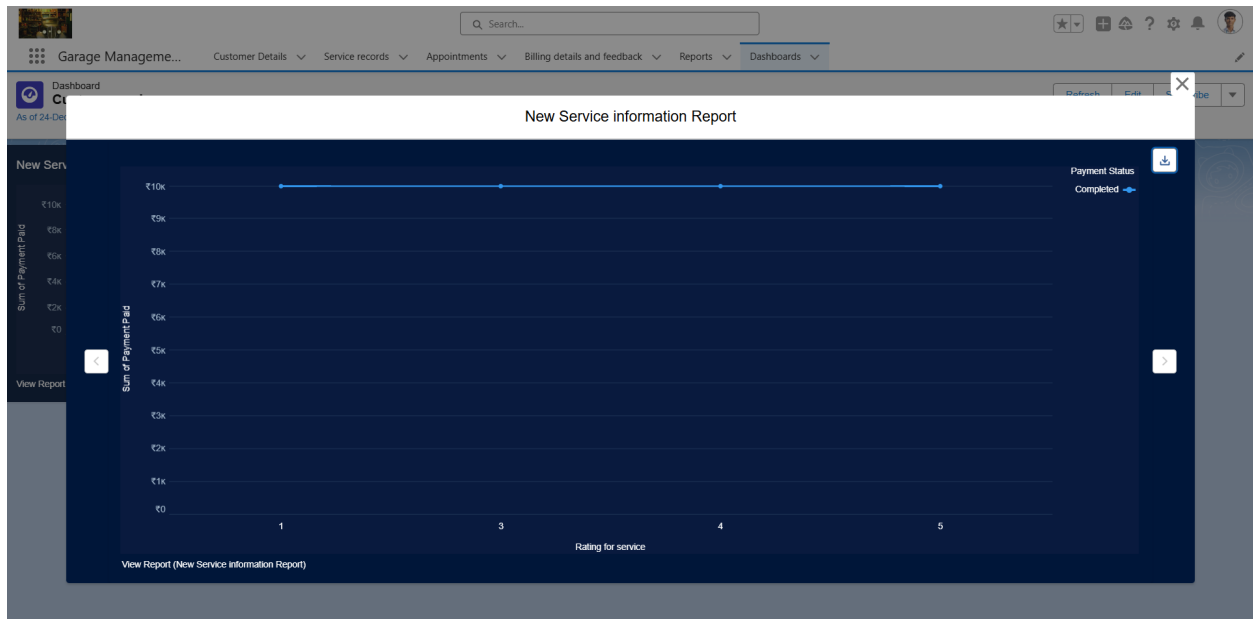 Search...
Garage Manageme...
Customer Details
Service records
Appointments
Billing details and feedback
Reports
Dashboards
Dashboard
As of 24-Dec
Refresh
Edit
New Service information Report
New Serv
₹10K
₹8K
₹6K
₹4K
₹2K
₹0
Sum of Payment Paid
View Report
Payment Status
Completed
₹10K
₹9K
₹8K
₹7K
₹6K
₹5K
₹4K
₹3K
₹2K
₹1K
₹0
Sum of Payment Paid
1 3 4 5
Rating for service
View Report (New Service information Report)